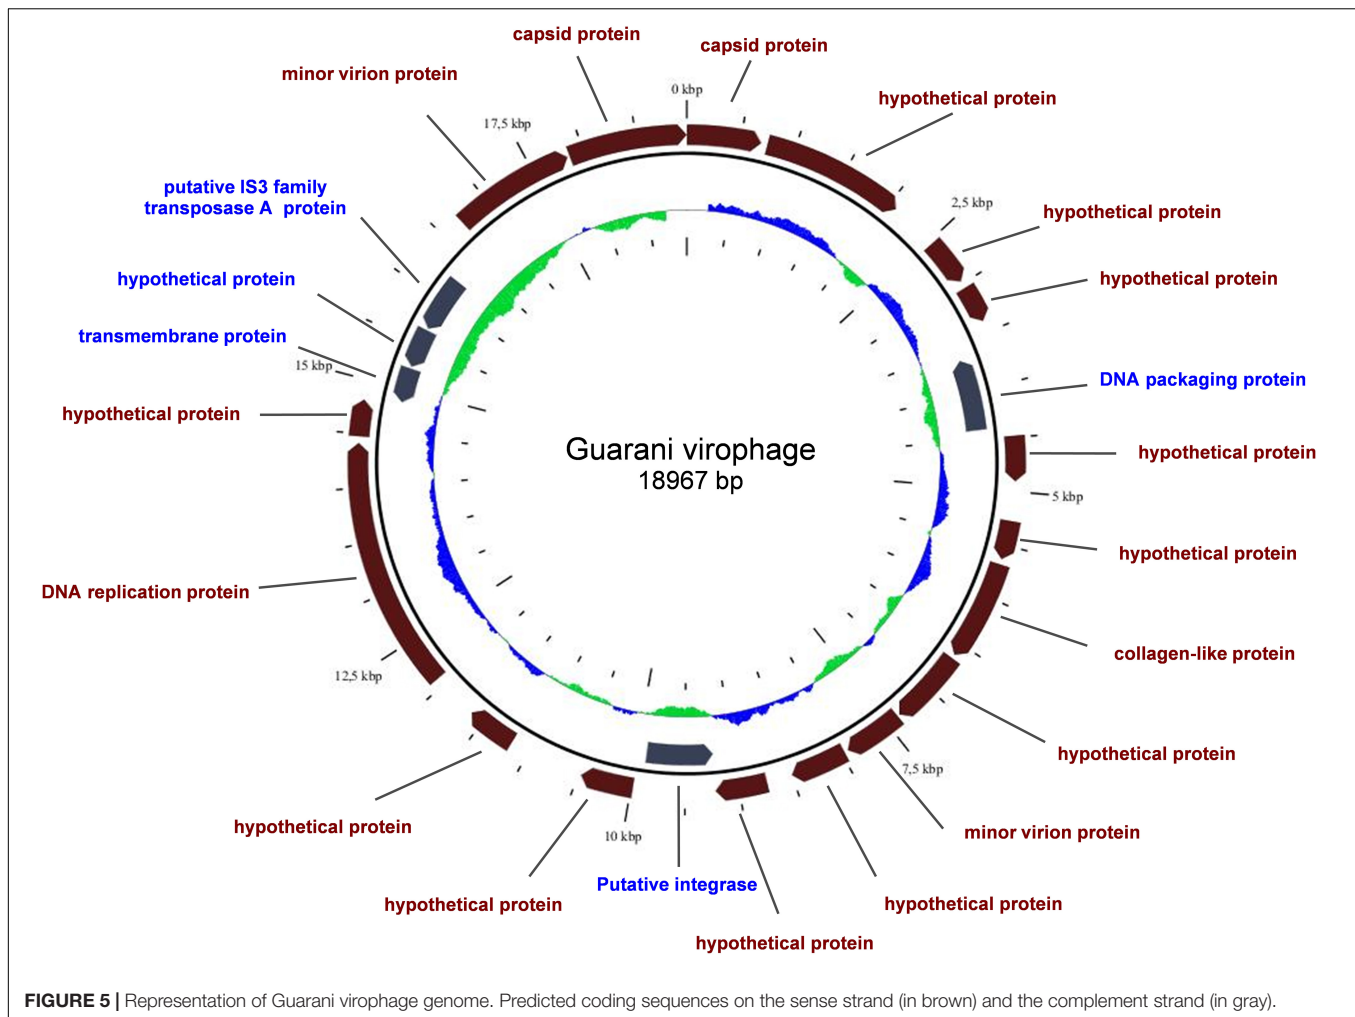 capsid protein
capsid protein
minor virion protein
0 kbp
hypothetical protein
17,5 kbp
putative IS3 family
transposase A protein
2,5 kbp
hypothetical protein
hypothetical protein
hypothetical protein
transmembrane protein
15 kbp
DNA packaging protein
hypothetical protein
Guarani virophage
18967 bp
hypothetical protein
5 kbp
hypothetical protein
DNA replication protein
collagen-like protein
12,5 kbp
hypothetical protein
7,5 kbp
hypothetical protein
10 kbp
minor virion protein
Putative integrase
hypothetical protein
hypothetical protein
hypothetical protein
FIGURE 5 | Representation of Guarani virophage genome. Predicted coding sequences on the sense strand (in brown) and the complement strand (in gray).